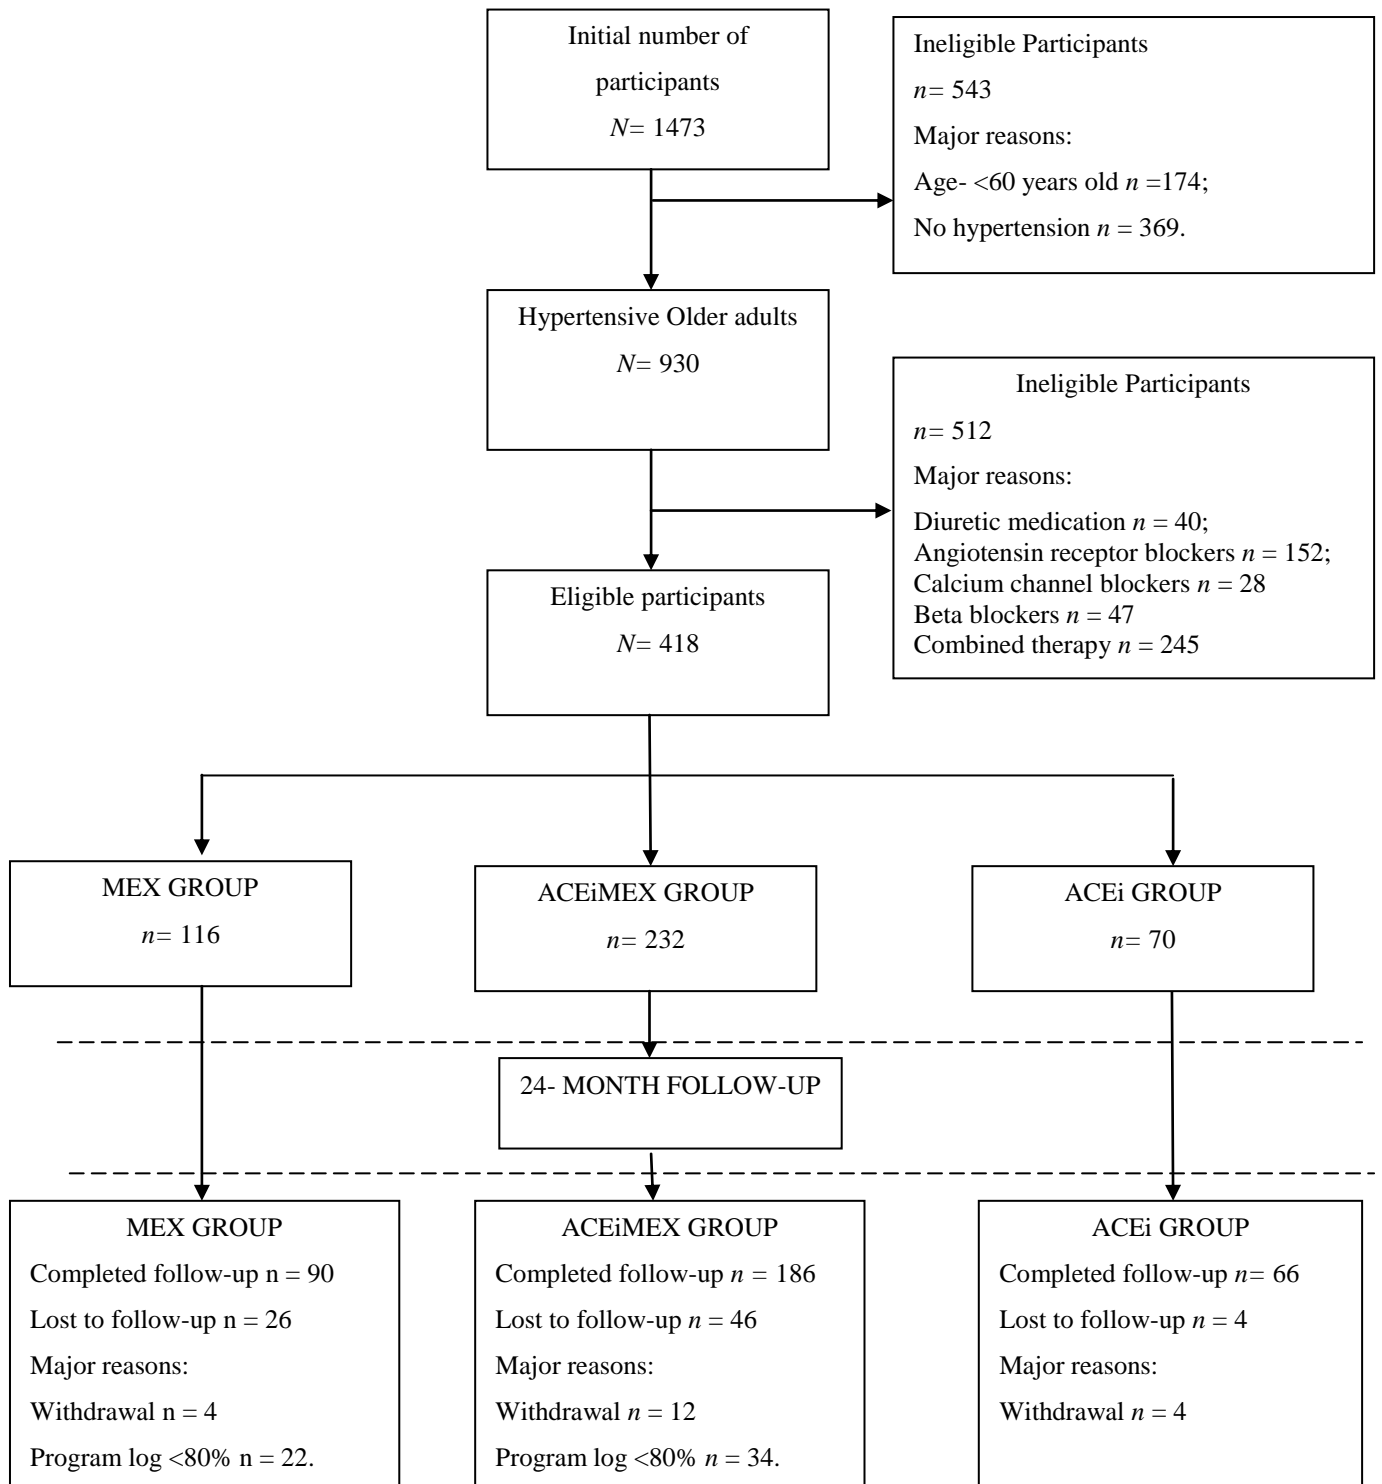 Initial number of
participants
N= 1473
Ineligible Participants
n= 543
Major reasons:
Age- <60 years old n =174;
No hypertension n = 369.
Hypertensive Older adults
N= 930
Ineligible Participants
n= 512
Major reasons:
Diuretic medication n = 40;
Angiotensin receptor blockers n = 152;
Calcium channel blockers n = 28
Beta blockers n = 47
Combined therapy n = 245
Eligible participants
N= 418
MEX GROUP
n= 116
ACEiMEX GROUP
n= 232
ACEi GROUP
n= 70
24- MONTH FOLLOW-UP
MEX GROUP
Completed follow-up n = 90
Lost to follow-up n = 26
Major reasons:
Withdrawal n = 4
Program log <80% n = 22.
ACEiMEX GROUP
Completed follow-up n = 186
Lost to follow-up n = 46
Major reasons:
Withdrawal n = 12
Program log <80% n = 34.
ACEi GROUP
Completed follow-up n= 66
Lost to follow-up n = 4
Major reasons:
Withdrawal n = 4